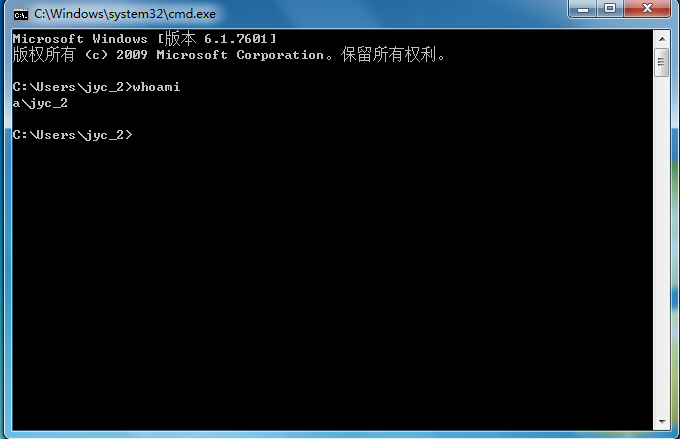 C:\Windows\system32\cmd.exe
Microsoft Windows [版本 6.1.7601]
版权所有 (c) 2009 Microsoft Corporation。保留所有权利。
C:\Users\jyc_2>whoami
a\jyc_2
C:\Users\jyc_2>